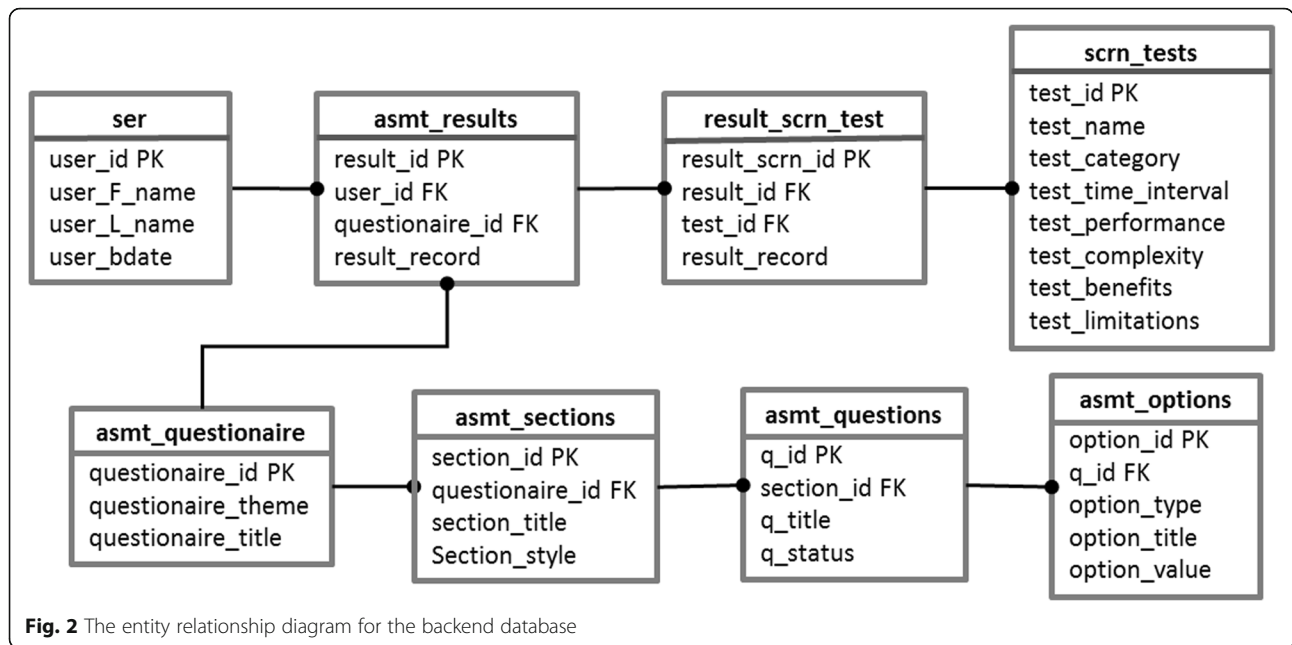 ser
user_id PK
user_F_name
user_L_name
user_bdate
asmt_results
result_id PK
user_id FK
questionaire_id FK
result_record
result_scrn_test
result_scrn_id PK
result_id FK
test_id FK
result_record
scrn_tests
test_id PK
test_name
test_category
test_time_interval
test_performance
test_complexity
test_benefits
test_limitations
asmt_questionaire
questionaire_id PK
questionaire_theme
questionaire_title
asmt_sections
section_id PK
questionaire_id FK
section_title
Section_style
asmt_questions
q_id PK
section_id FK
q_title
q_status
asmt_options
option_id PK
q_id FK
option_type
option_title
option_value
Fig. 2 The entity relationship diagram for the backend database